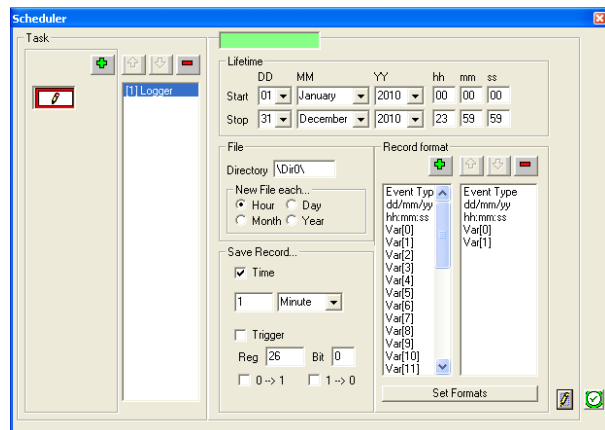 Scheduler
Task
[1] Logger
Lifetime
DD MM YY hh mm ss
Start 01 January 2010 00 00 00
Stop 31 December 2010 23 59 59
File
Directory \Dir0\
New File each...
Hour Day
Month Year
Save Record...
Time
1 Minute
Trigger
Reg 26 Bit 0
0 --> 1 1 --> 0
Record format
Event Typ
dd/mm/yy
hh:mm:ss
Var[0]
Var[1]
Var[2]
Var[3]
Var[4]
Var[5]
Var[6]
Var[7]
Var[8]
Var[9]
Var[10]
Var[11]
Event Type
dd/mm/yy
hh:mm:ss
Var[0]
Var[1]
Set Formats